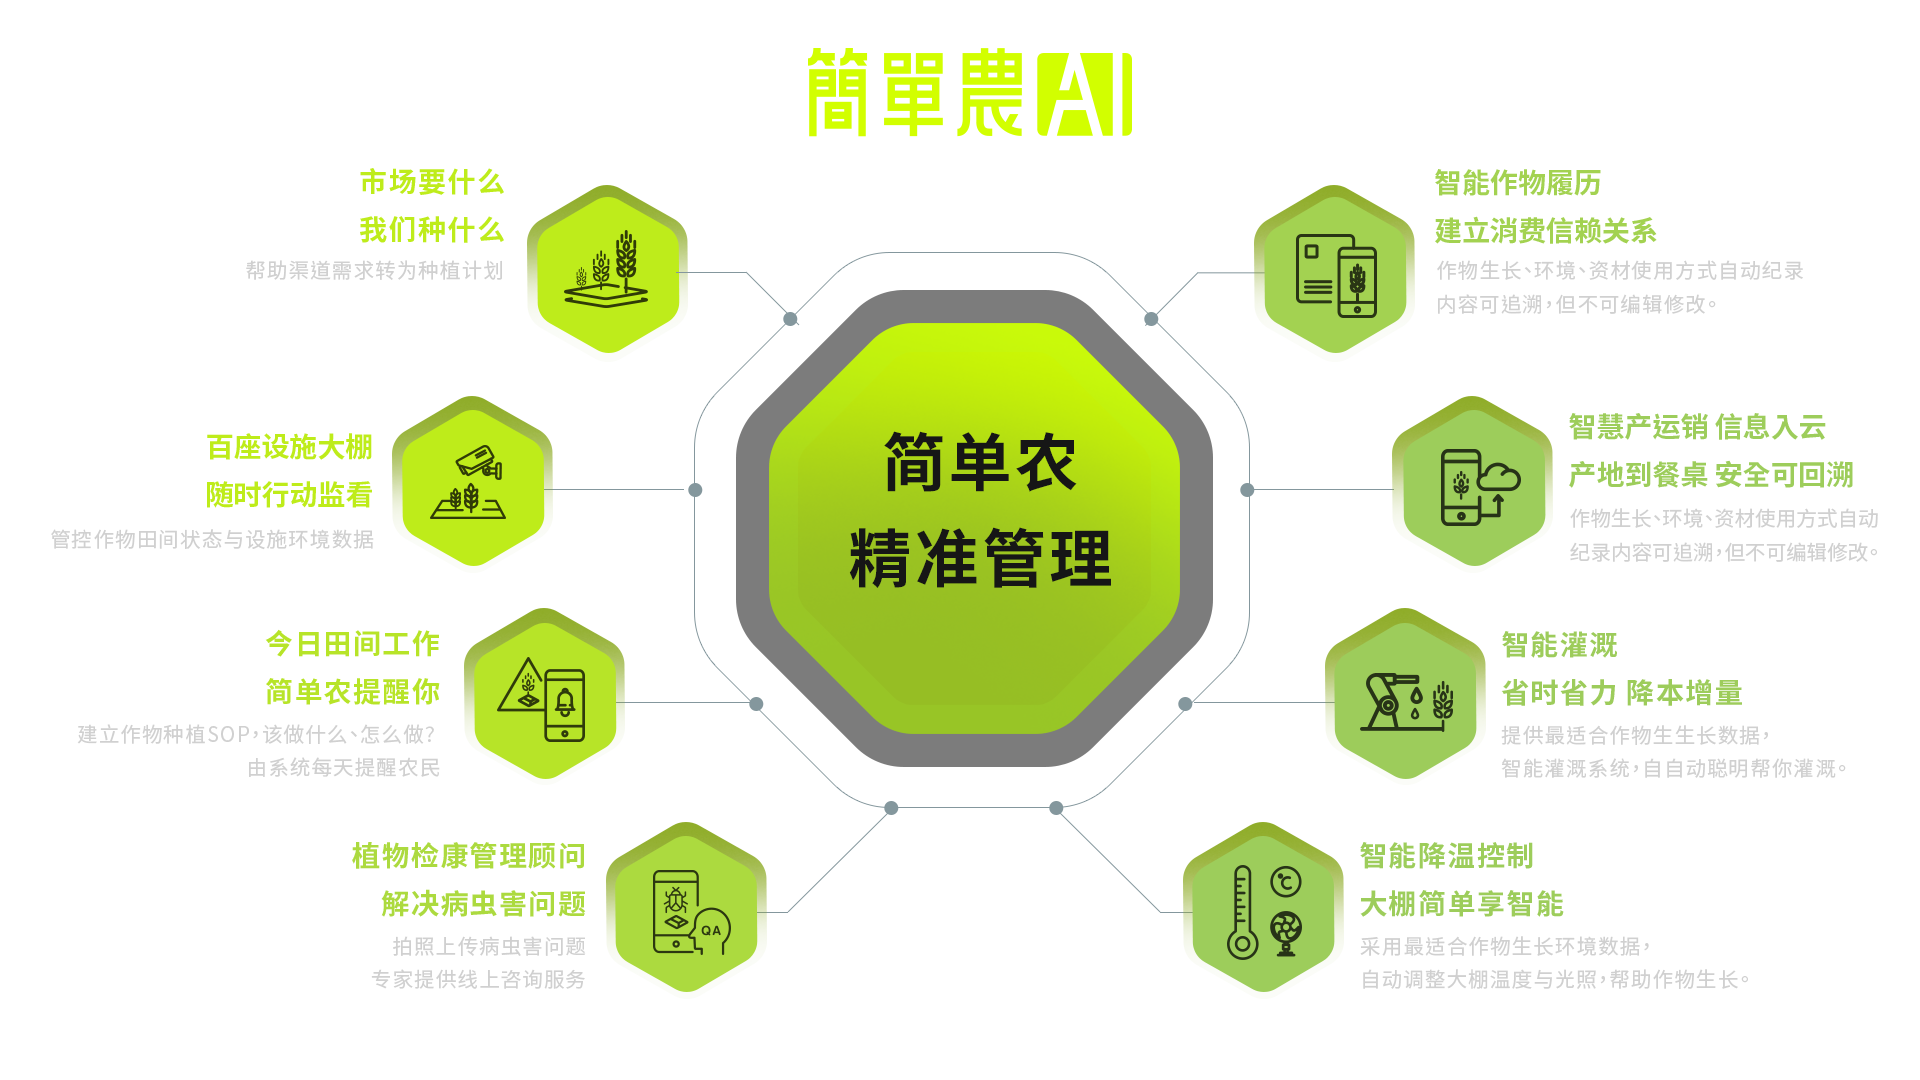 簡單農AI
市场要什么
我们种什么
帮助渠道需求转为种植计划
百座设施大棚
随时行动监看
管控作物田间状态与设施环境数据
今日田间工作
简单农提醒你
建立作物种植SOP，该做什么、怎么做？
由系统每天提醒农民
植物检康管理顾问
解决病虫害问题
拍照上传病虫害问题
专家提供线上咨询服务
QA
简单农
精准管理
智能作物履历
建立消费信赖关系
作物生长、环境、资材使用方式自动纪录
内容可追溯，但不可编辑修改。
智慧产运销 信息入云
产地到餐桌 安全可回溯
作物生长、环境、资材使用方式自动
纪录内容可追溯，但不可编辑修改。
智能灌溉
省时省力 降本增量
提供最适合作物生生长数据，
智能灌溉系统，自自动聪明帮你灌溉。
℃
智能降温控制
大棚简单享智能
采用最适合作物生长环境数据，
自动调整大棚温度与光照，帮助作物生长。